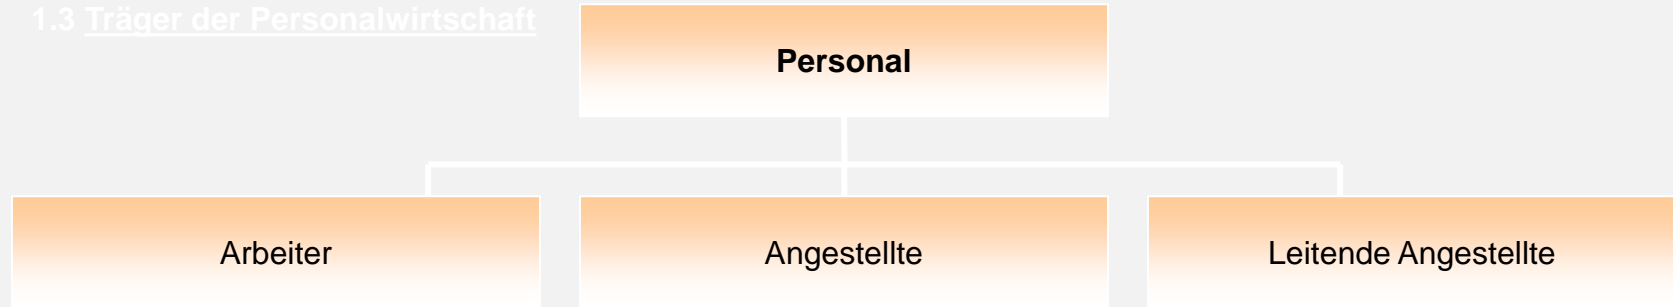 1.3 Träger der Personalwirtschaft
Personal
Arbeiter
Angestellte
Leitende Angestellte